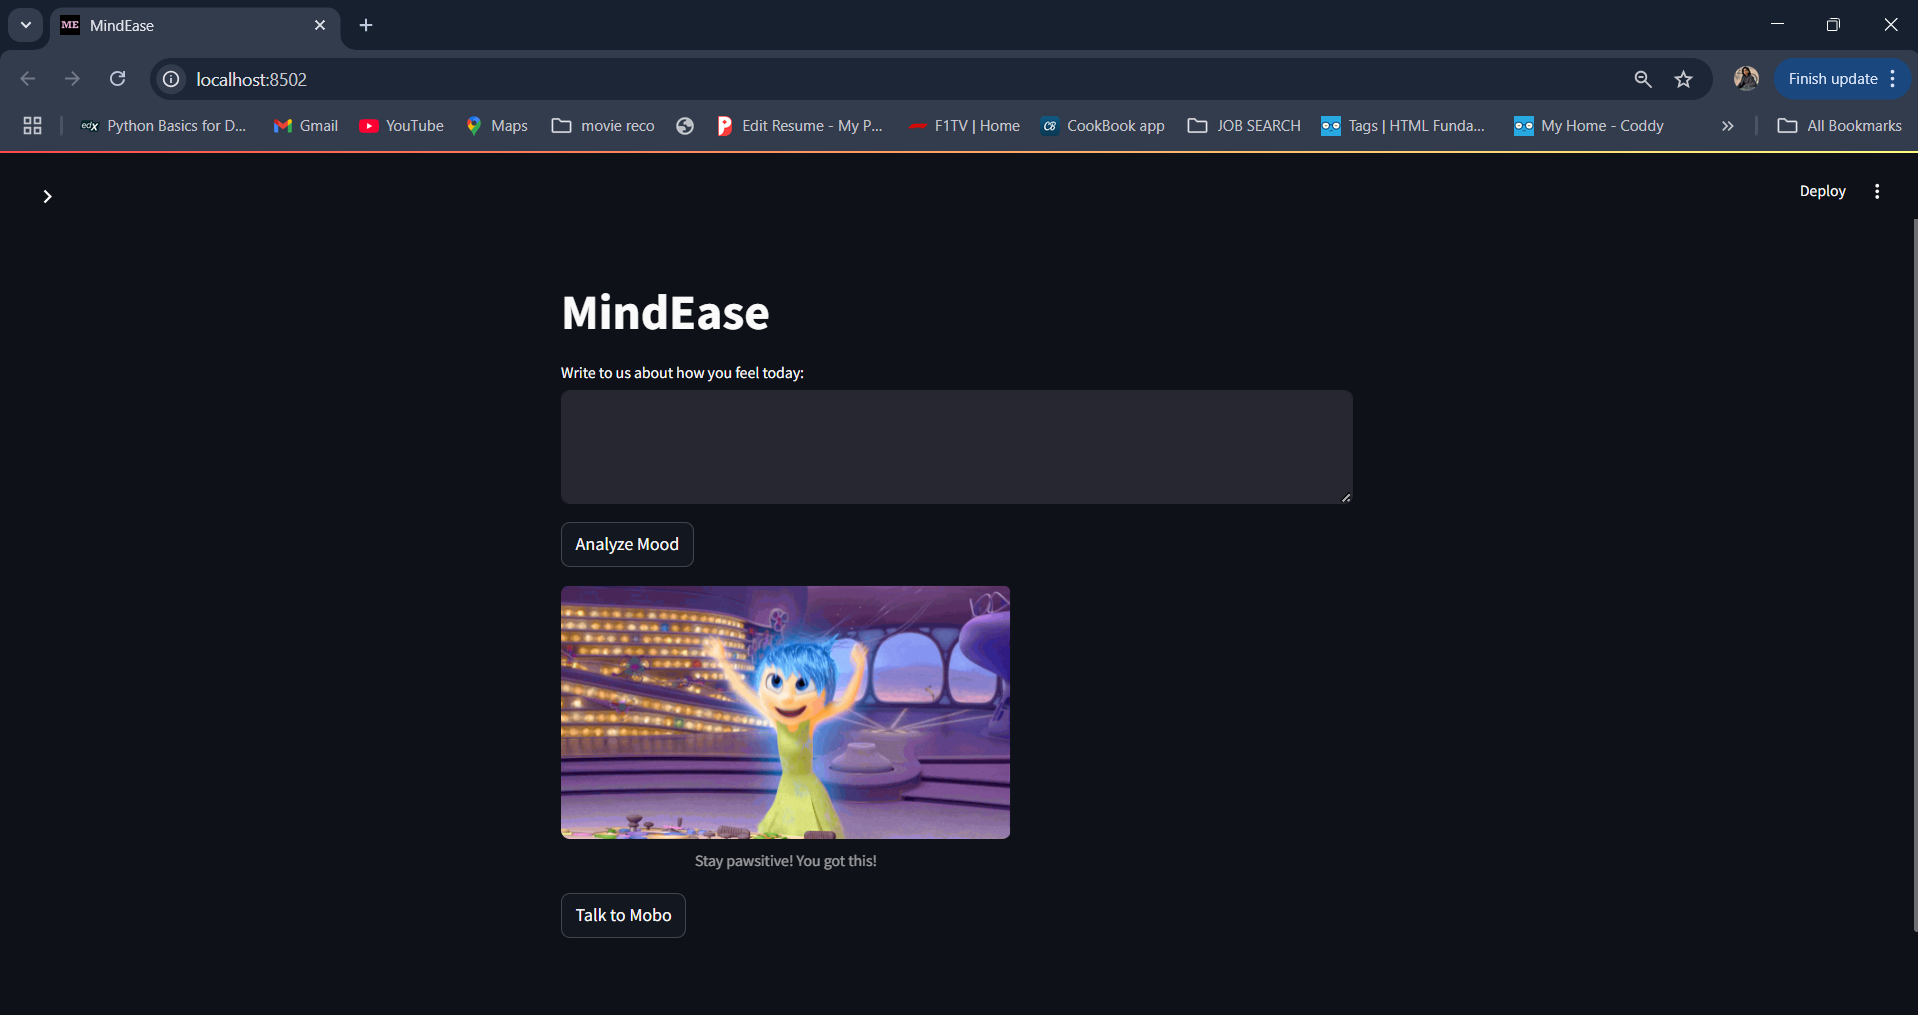 ME MindEase
localhost:8502
Finish update
edx Python Basics for D...
Gmail
YouTube
Maps
movie reco
Edit Resume - My P...
F1TV | Home
CB CookBook app
JOB SEARCH
Tags | HTML Funda...
My Home - Coddy
All Bookmarks
Deploy
MindEase
Write to us about how you feel today:
Analyze Mood
Stay pawsitive! You got this!
Talk to Mobo